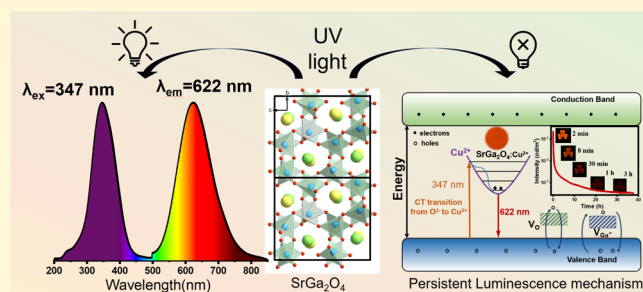 UV
light
λex=347 nm
λem=622 nm
200 300 400 500 600 700 800
Wavelength(nm)
b
c
SrGa₂O₄
Conduction Band
electrons
holes
Energy
Cu²⁺
SrGa₂O₄:Cu²⁺
347 nm
CT transition
from O²⁻ to Cu²⁺
622 nm
Intensity (cd/m²)
2 min
8 min
30 min
1 h
3 h
0 10 20 30 40
Time (h)
V_O
V_Ga⁻
Valence Band
Persistent Luminescence mechanism